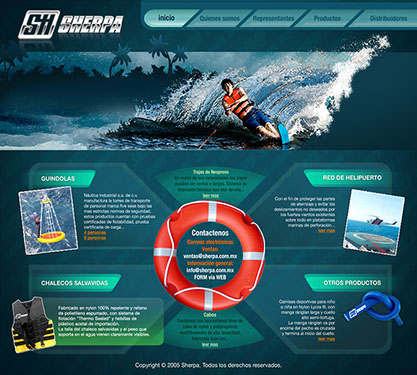 SH SHERPA
inicio
Quienes somos
Representantes
Productos
Distribuidores
GUINDOLAS
Náutica industrial s.a. de c.v.
manufactura la torres de transporte
de personal marca five seas bajo las
mas estrictas normas de seguridad,
estos productos cuentan con pruebas
certificadas de flotabilidad, prueba
4 personas
6 personas
Trajes de Neopreno
leer mas
RED DE HELIPUERTO
Con el fin de proteger las partes
de aterrisaje y evitar los
deslizamientos no deseados por
los fuertes vientos existentes
sobre todo en plataformas
marinas de perforación...
leer mas
Contactenos
Correos electrónicos
Ventas:
ventas@sherpa.com.mx
información general:
info@sherpa.com.mx
FORM via WEB
CHALECOS SALVAVIDAS
Fabricado en nylon 100% repelente y relleno
de polietileno espumado, con sistema de
flotación "Thermo Sealed" y hebillas de
plástico acetal de importación.
La talla del chalecos salvavidas y el peso que
soporta en el agua vienen claramente visibles.
Cabos
leer mas
OTROS PRODUCTOS
Camisas deportivas para niño
o niña en Nylon Lycra ®, con
manga ranglan larga y cuello
alto semi-tortuga.
La manga ranglan va por
encima del pecho es cruzada
y termina al inicio del cuello.
leer mas
Copyright © 2005 Sherpa. Todos los derechos reservados.